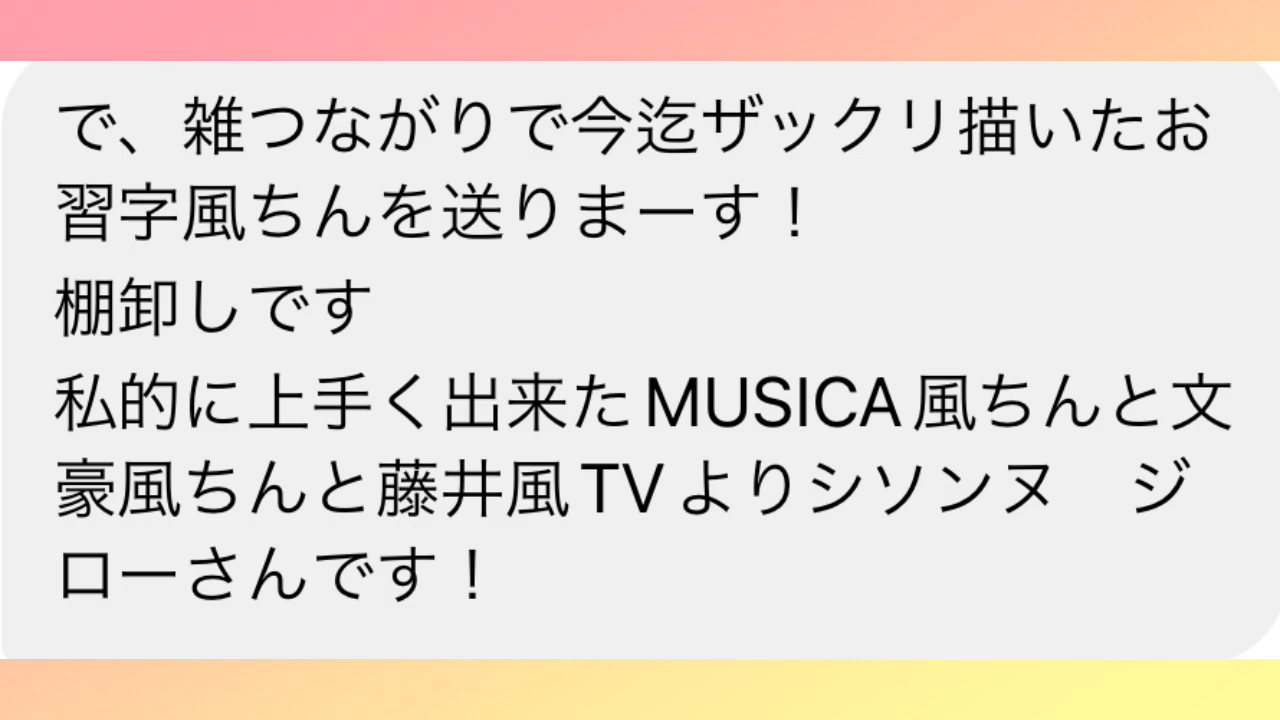 で、雑つながりで今迄ザックリ描いたお
習字風ちんを送りまーす！
棚卸しです
私的に上手く出来たMUSICA風ちんと文
豪風ちんと藤井風TVよりシソンヌ　ジ
ローさんです！